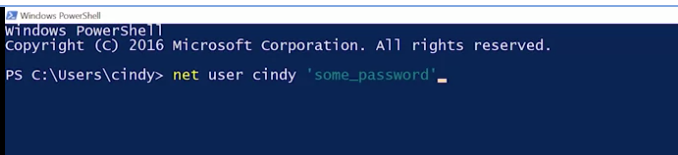 Windows PowerShell
Windows PowerShell
Copyright (C) 2016 Microsoft Corporation. All rights reserved.
PS C:\Users\cindy> net user cindy 'some_password'